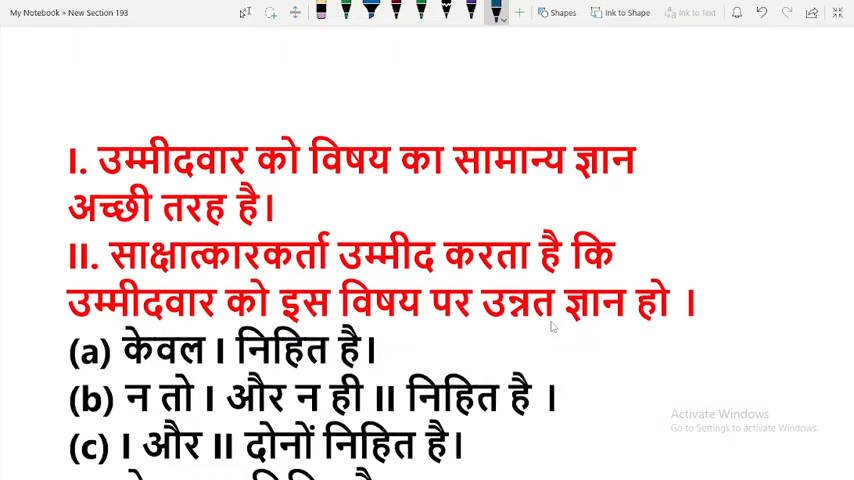 My Notebook » New Section 193
Shapes Ink to Shape Ink to Text
I. उम्मीदवार को विषय का सामान्य ज्ञान
अच्छी तरह है।
II. साक्षात्कारकर्ता उम्मीद करता है कि
उम्मीदवार को इस विषय पर उन्नत ज्ञान हो ।
(a) केवल I निहित है।
(b) न तो I और न ही II निहित है ।
(c) I और II दोनों निहित है।
Activate Windows
Go to Settings to activate Windows.